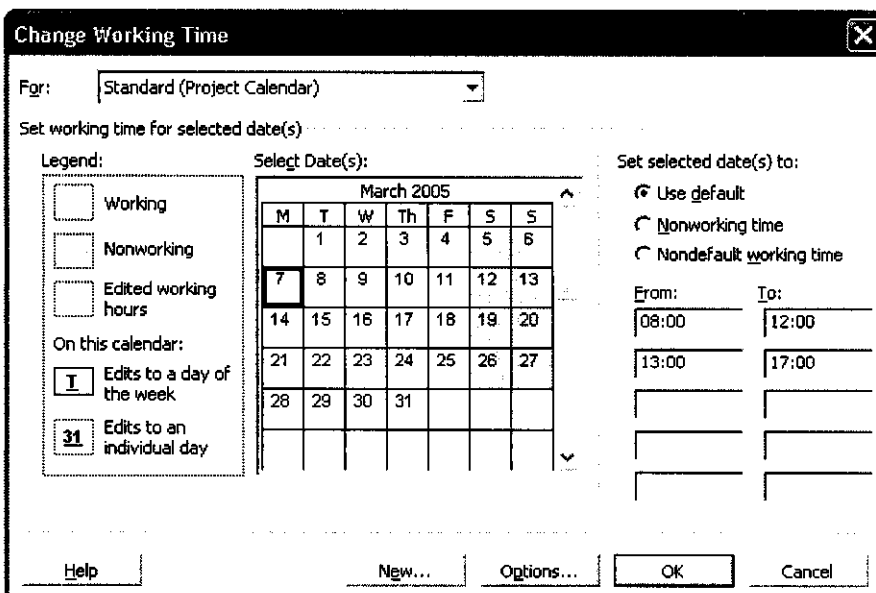 Change Working Time
For: Standard (Project Calendar)
Set working time for selected date(s)
Legend:
Working
Nonworking
Edited working
hours
On this calendar:
T Edits to a day of
the week
31 Edits to an
individual day
Select Date(s):
March 2005
M T W Th F S S
1 2 3 4 5 6
7 8 9 10 11 12 13
14 15 16 17 18 19 20
21 22 23 24 25 26 27
28 29 30 31
Set selected date(s) to:
Use default
Nonworking time
Nondefault working time
From: To:
08:00 12:00
13:00 17:00
Help New... Options... OK Cancel